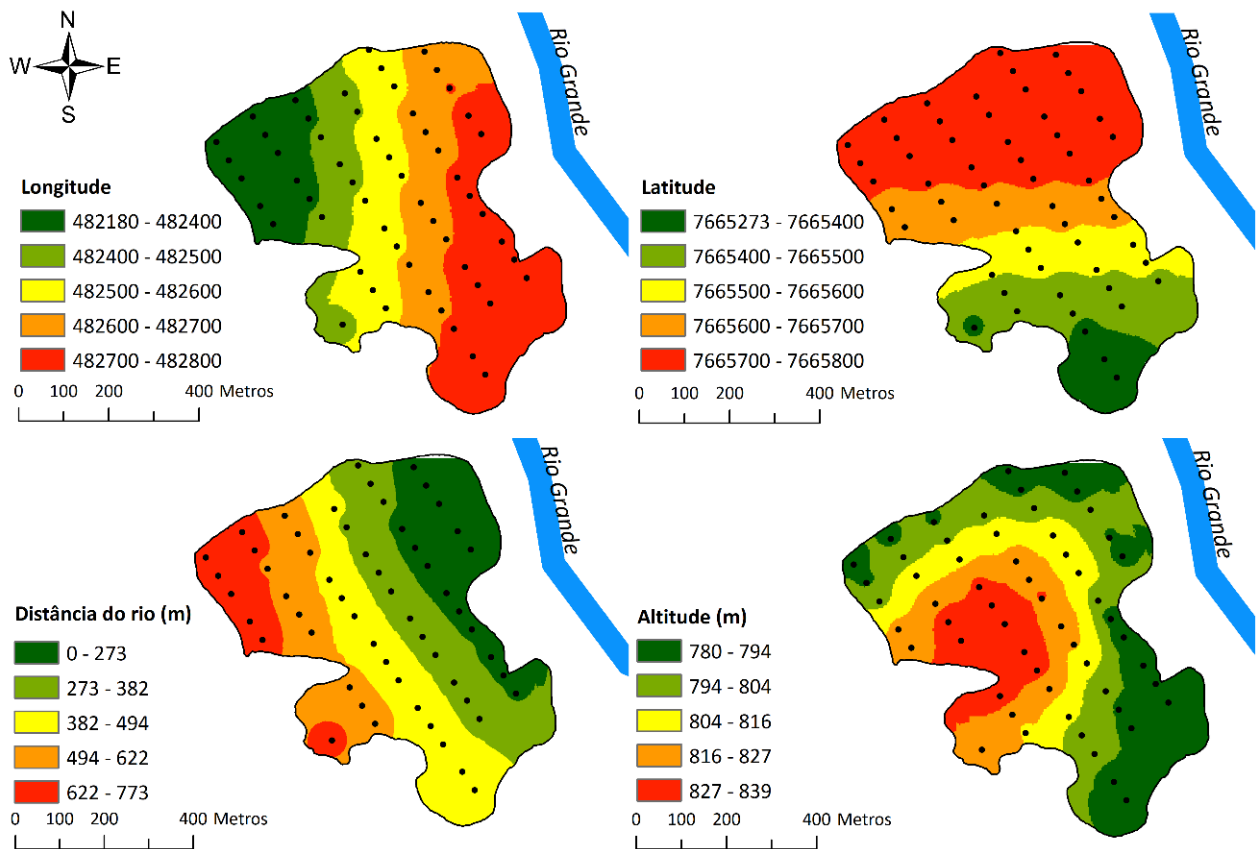 N
W E
S
Rio Grande
Longitude
482180 - 482400
482400 - 482500
482500 - 482600
482600 - 482700
482700 - 482800
0 100 200 400 Metros
Rio Grande
Latitude
7665273 - 7665400
7665400 - 7665500
7665500 - 7665600
7665600 - 7665700
7665700 - 7665800
0 100 200 400 Metros
Rio Grande
Distância do rio (m)
0 - 273
273 - 382
382 - 494
494 - 622
622 - 773
0 100 200 400 Metros
Rio Grande
Altitude (m)
780 - 794
794 - 804
804 - 816
816 - 827
827 - 839
0 100 200 400 Metros